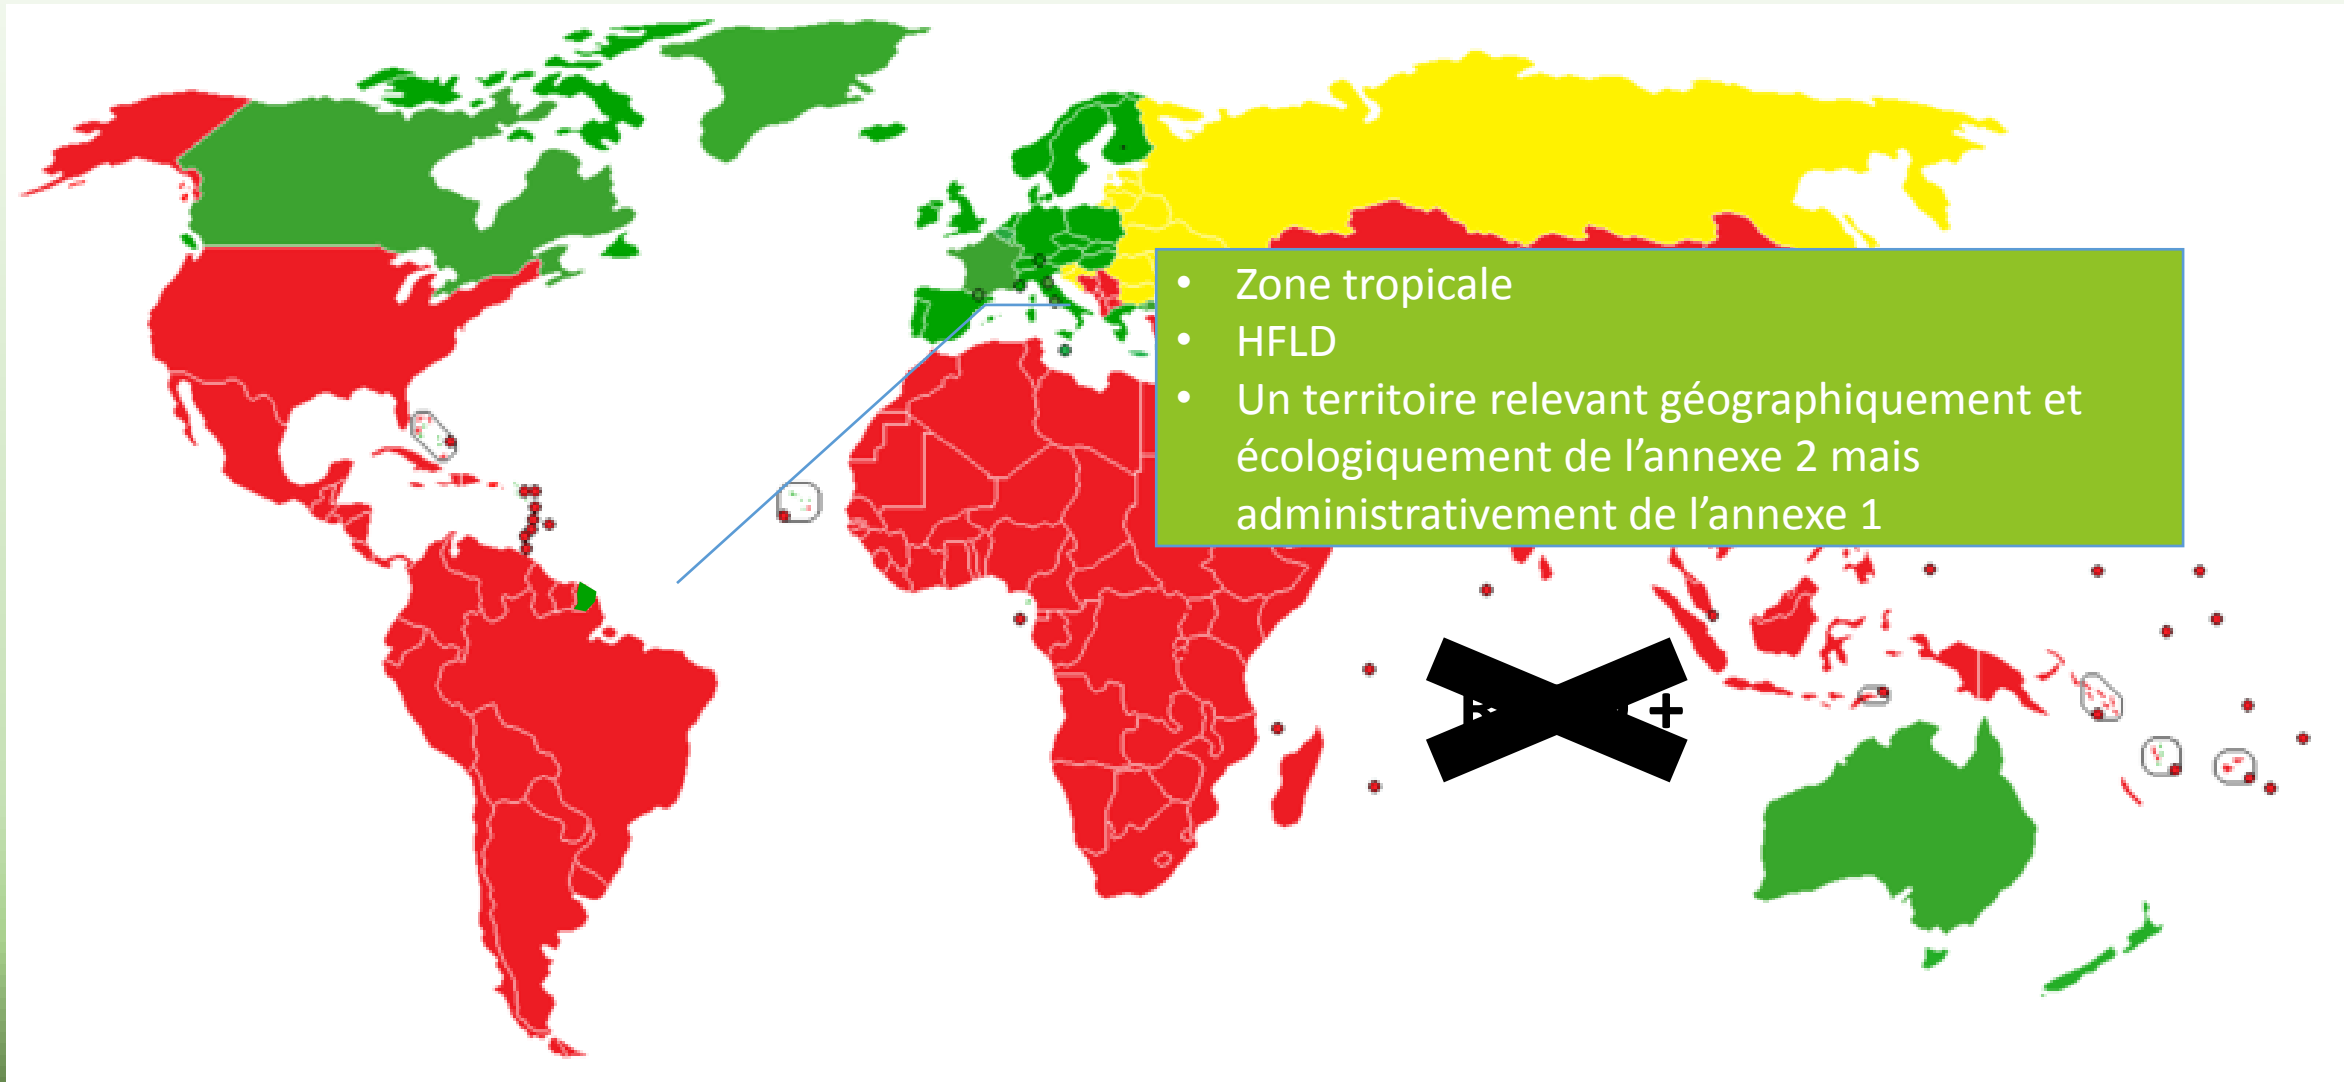 • Zone tropicale
• HFLD
• Un territoire relevant géographiquement et
écologiquement de l’annexe 2 mais
administrativement de l’annexe 1
+